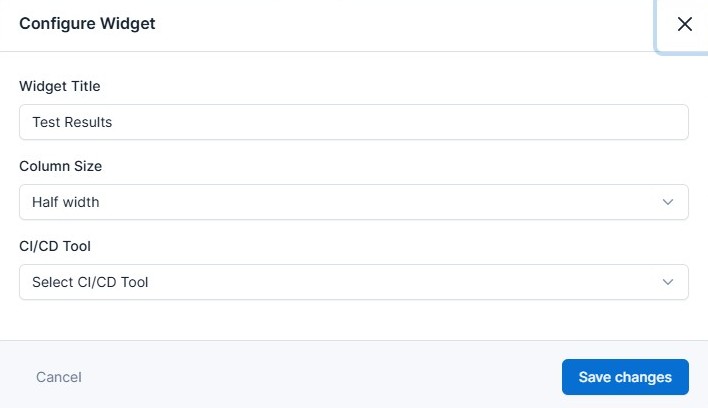 Configure Widget
Widget Title
Test Results
Column Size
Half width
CI/CD Tool
Select CI/CD Tool
Cancel
Save changes